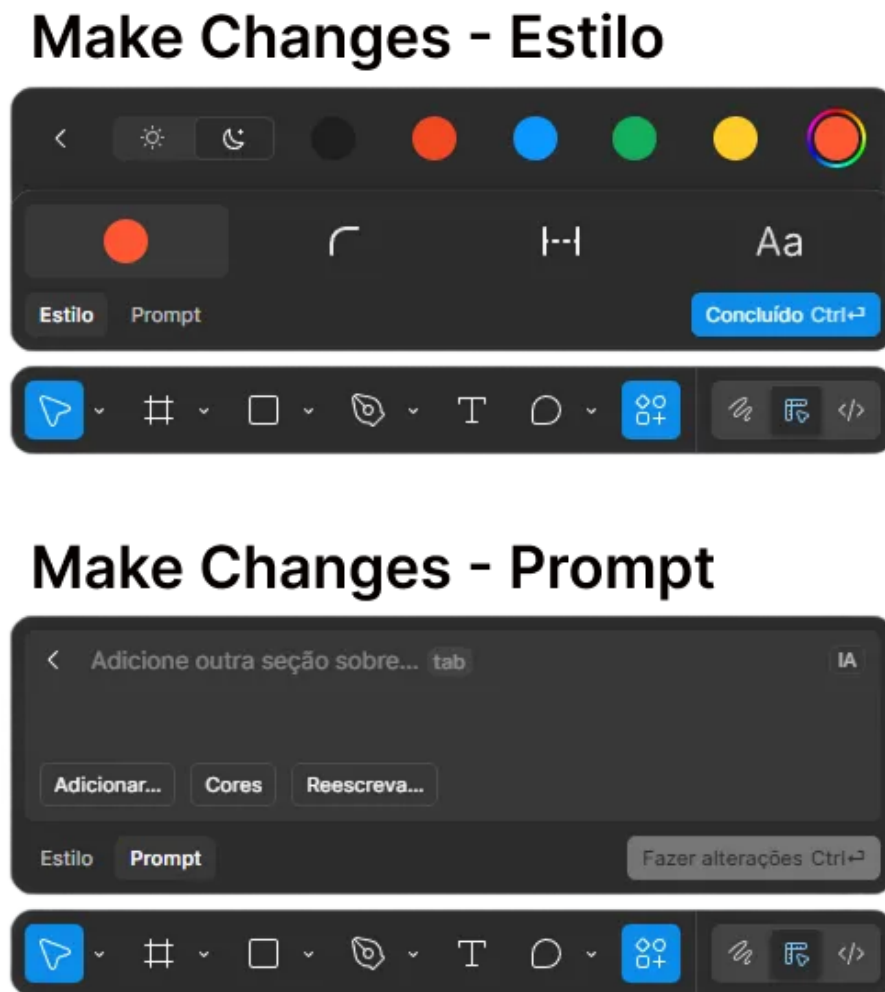 Make Changes - Estilo
Aa
Estilo Prompt Concluído Ctrl↵
T
</>
Make Changes - Prompt
Adicione outra seção sobre... tab IA
Adicionar... Cores Reescreva...
Estilo Prompt Fazer alterações Ctrl↵
T
</>